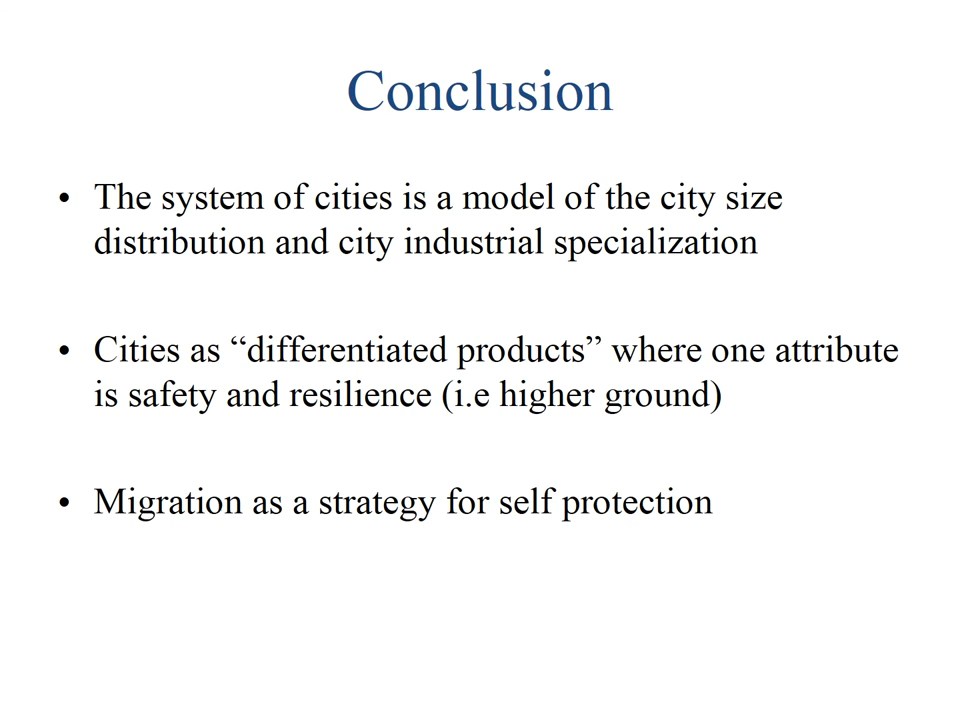 Conclusion
• The system of cities is a model of the city size
distribution and city industrial specialization
• Cities as “differentiated products” where one attribute
is safety and resilience (i.e higher ground)
• Migration as a strategy for self protection